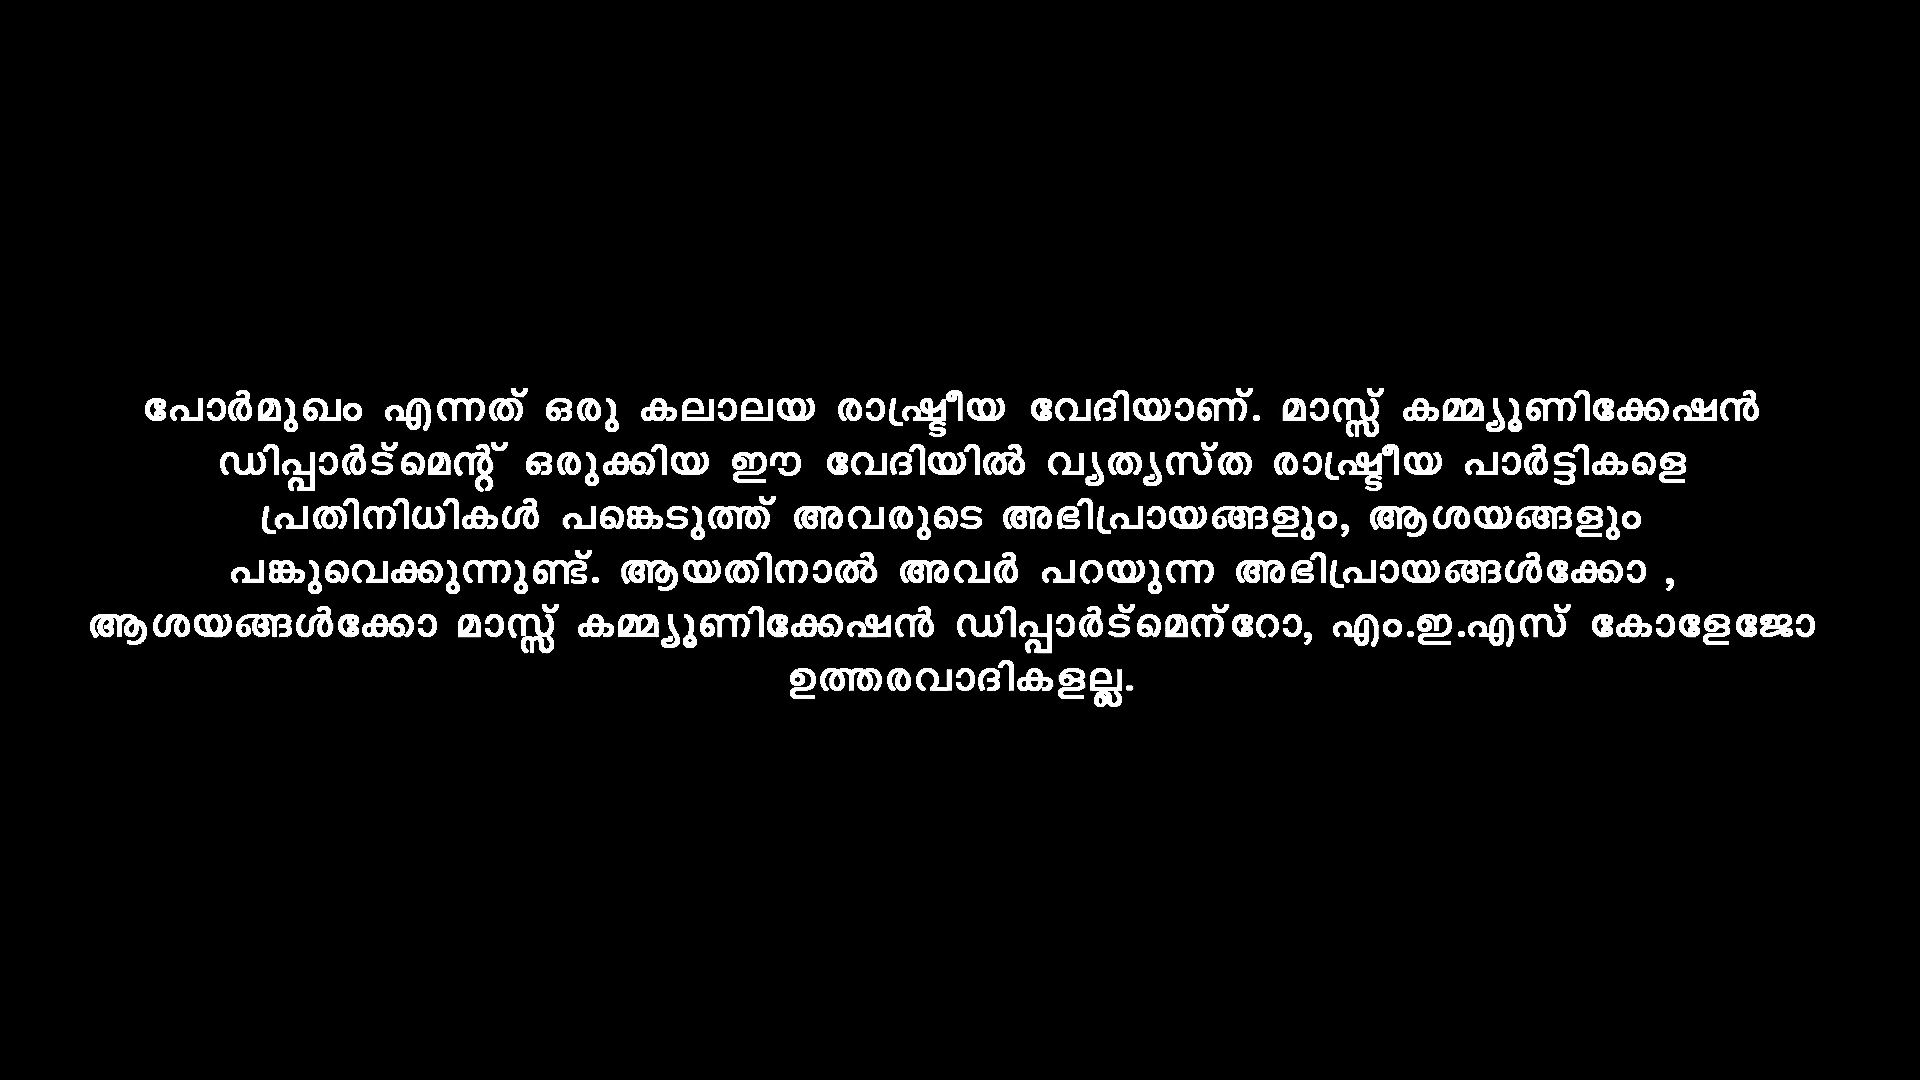 പോർമുഖം എന്നത് ഒരു കലാലയ രാഷ്ട്രീയ വേദിയാണ്. മാസ്സ് കമ്മ്യൂണിക്കേഷൻ
ഡിപ്പാർട്മെന്റ് ഒരുക്കിയ ഈ വേദിയിൽ വ്യത്യസ്ത രാഷ്ട്രീയ പാർട്ടികളെ
പ്രതിനിധികൾ പങ്കെടുത്ത് അവരുടെ അഭിപ്രായങ്ങളും, ആശയങ്ങളും
പങ്കുവെക്കുന്നുണ്ട്. ആയതിനാൽ അവർ പറയുന്ന അഭിപ്രായങ്ങൾക്കോ ,
ആശയങ്ങൾക്കോ മാസ്സ് കമ്മ്യൂണിക്കേഷൻ ഡിപ്പാർട്മെന്റോ, എം.ഇ.എസ് കോളേജോ
ഉത്തരവാദികളല്ല.